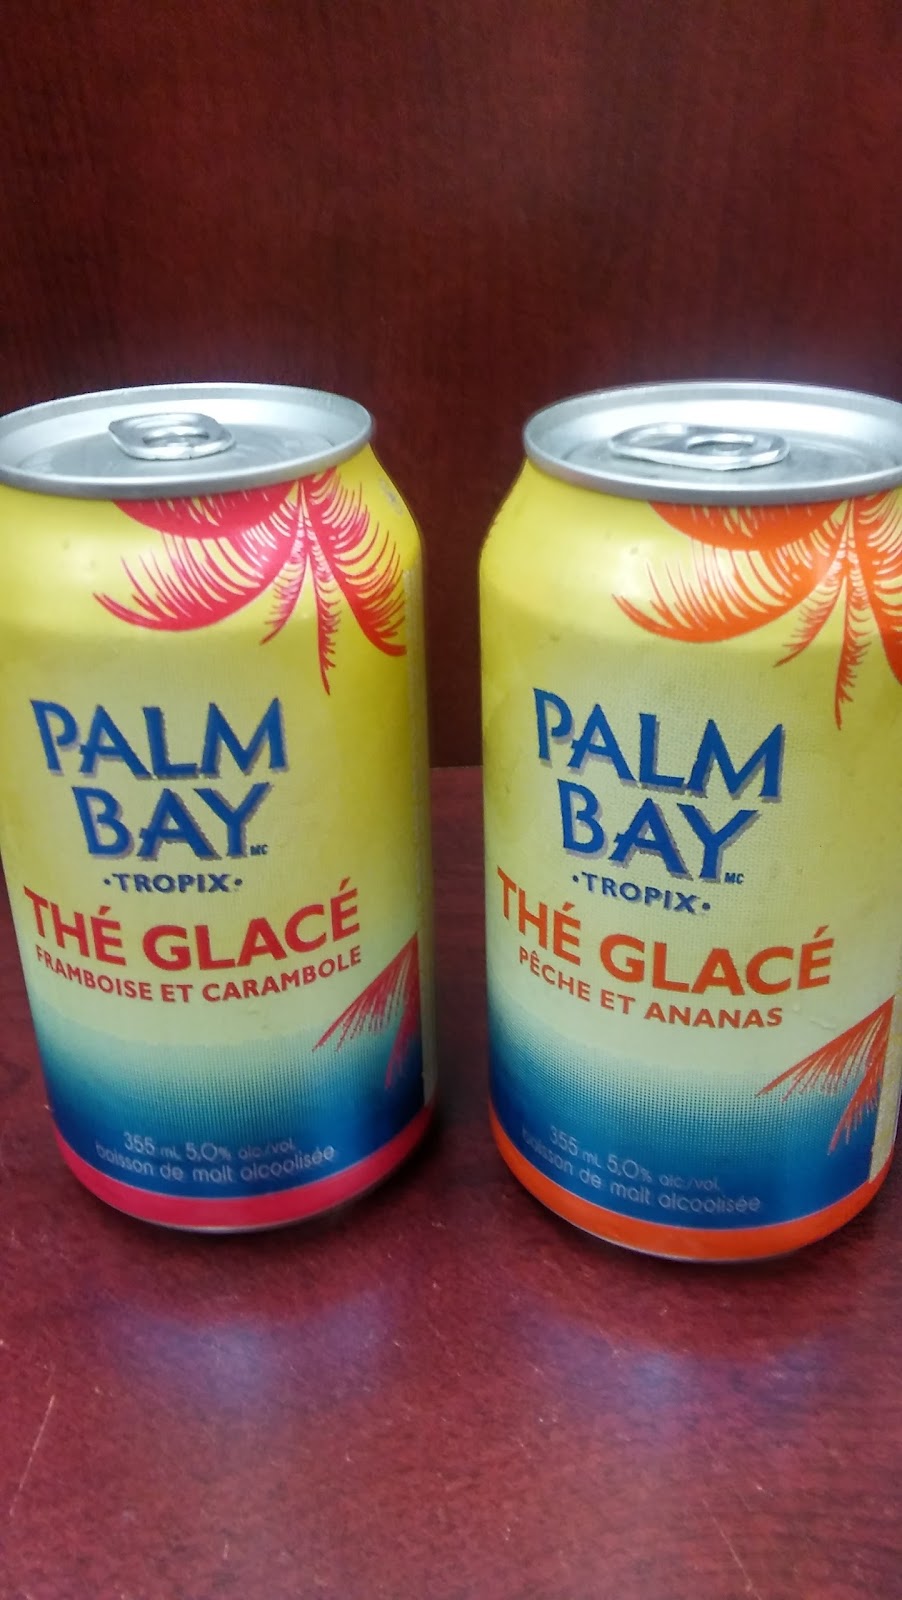 PALM
BAY MC
•TROPIX•
THÉ GLACÉ
FRAMBOISE ET CARAMBOLE
355 mL 5,0% alc./vol.
boisson de malt alcoolisée
PALM
BAY MC
•TROPIX•
THÉ GLACÉ
PÊCHE ET ANANAS
355 mL 5,0% alc./vol.
boisson de malt alcoolisée